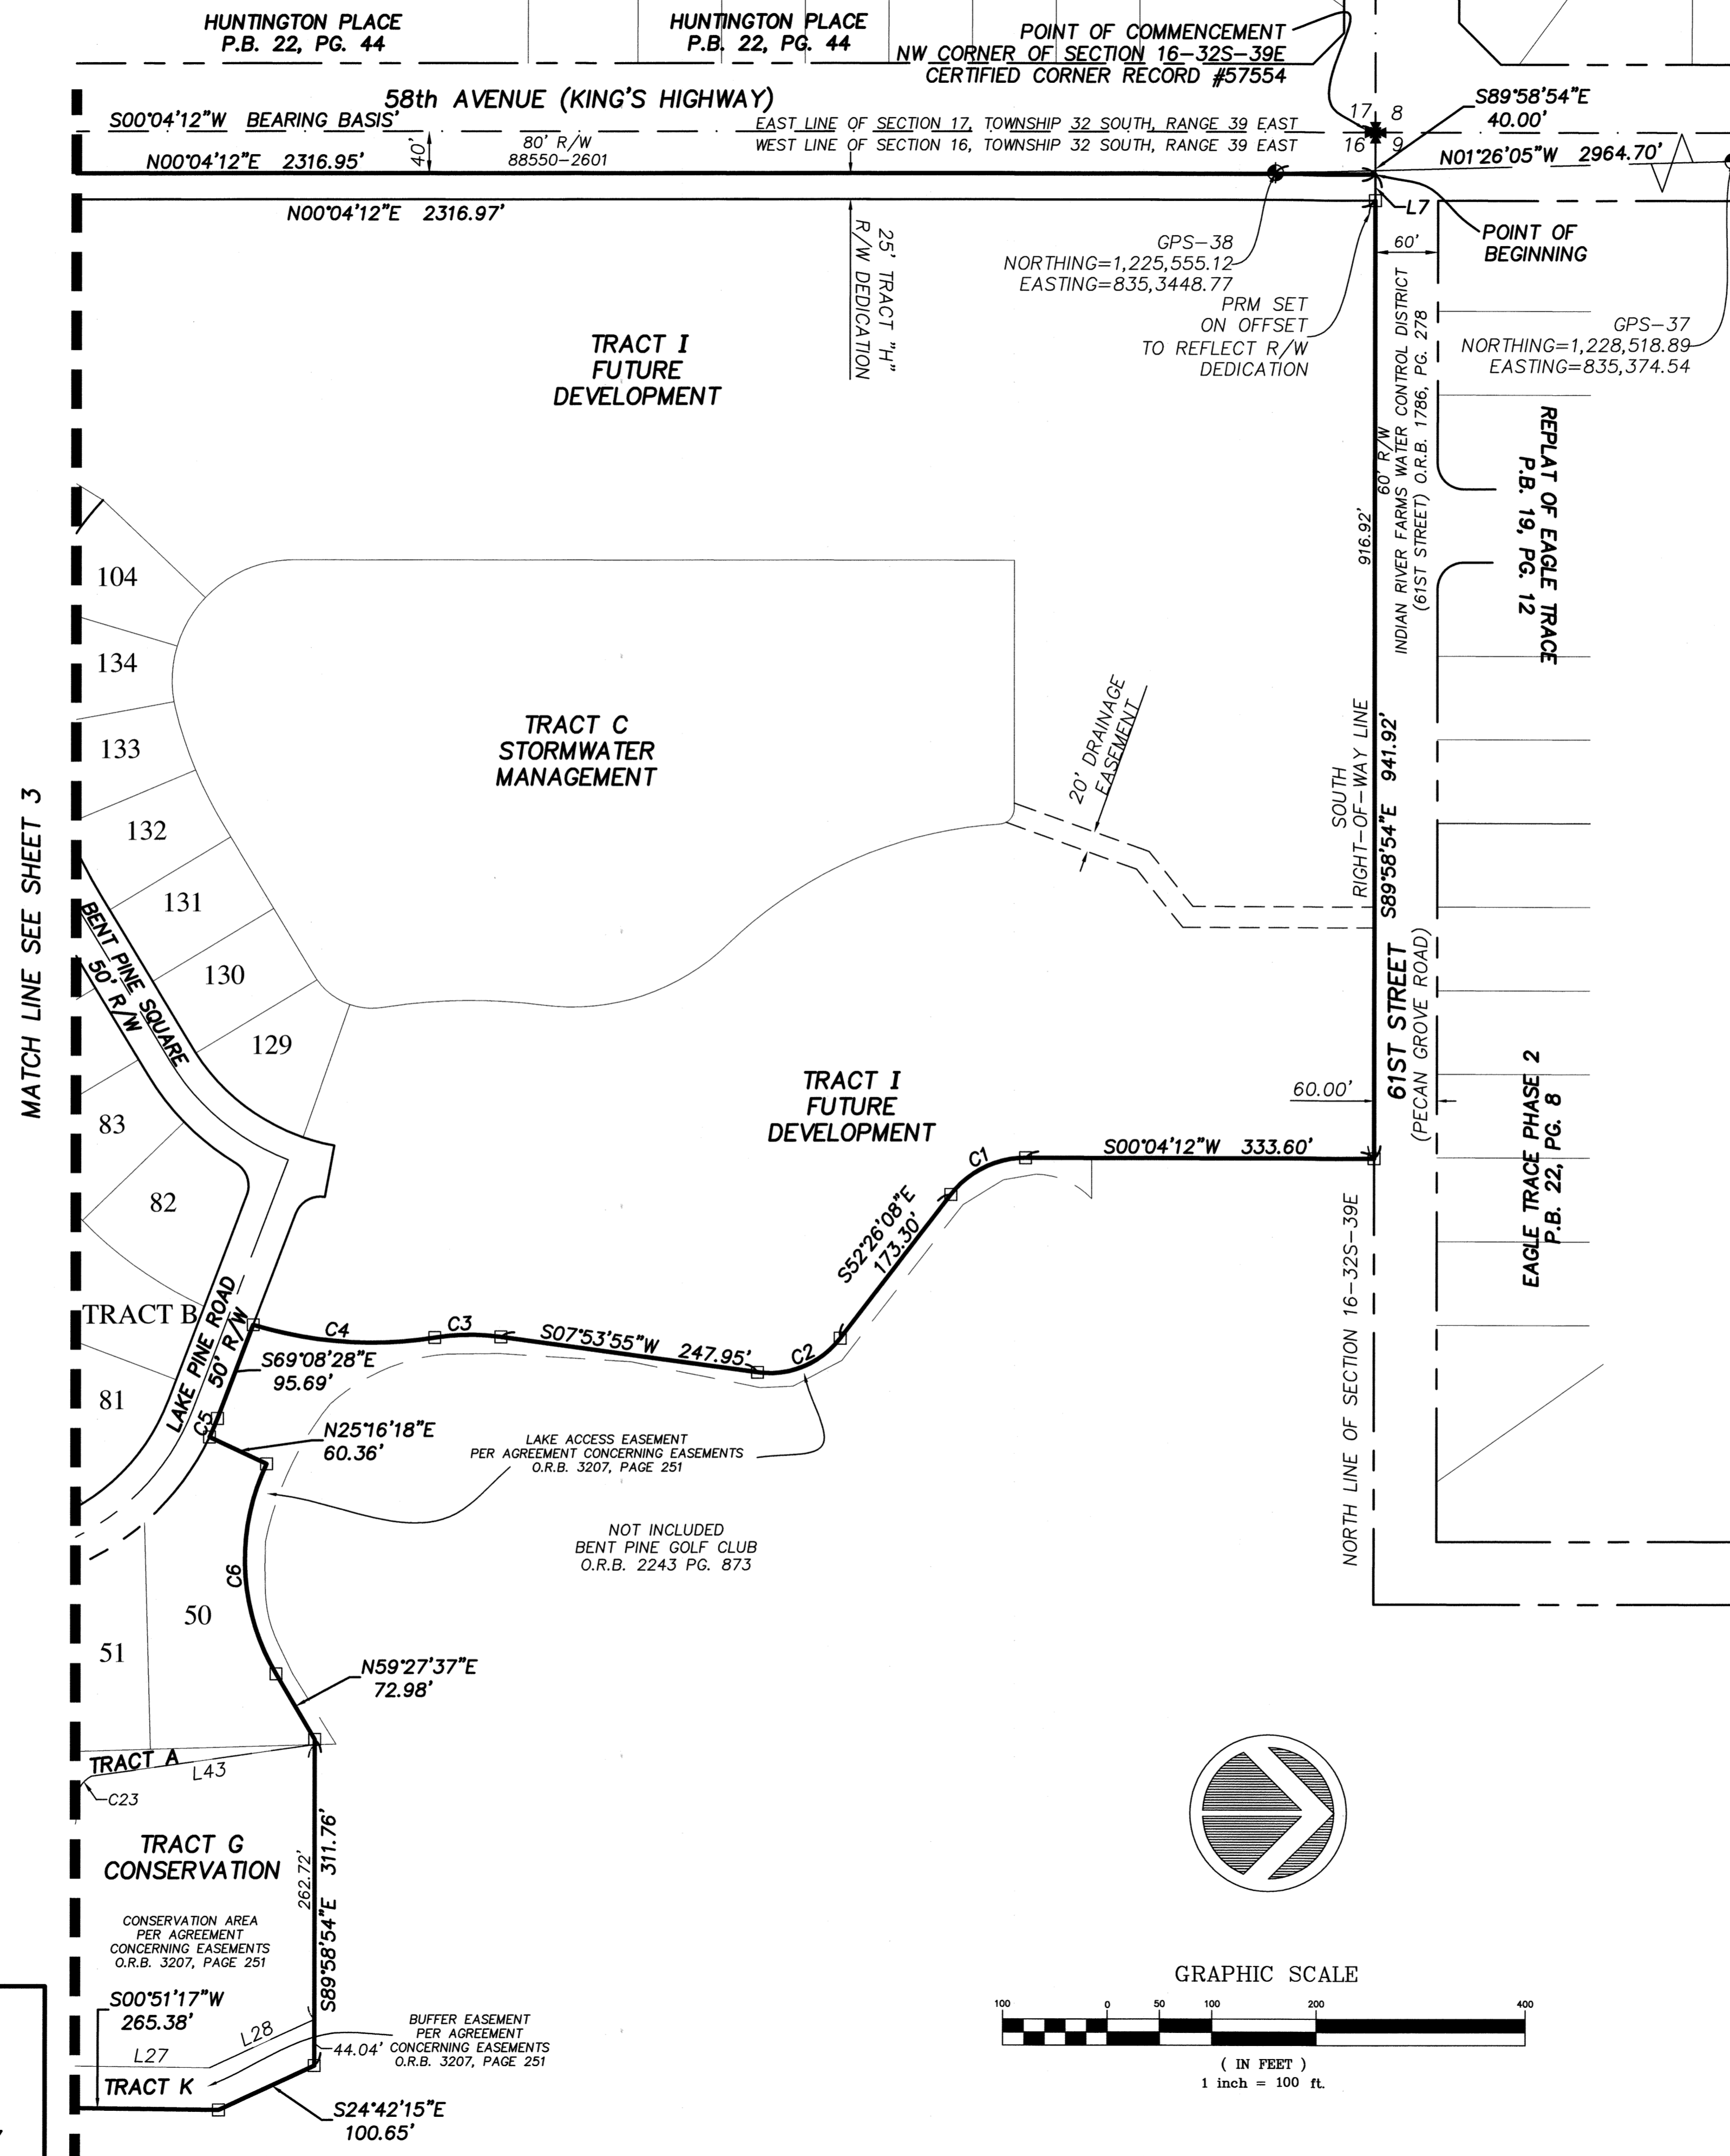 HUNTINGTON PLACE
P.B. 22, PG. 44
HUNTINGTON PLACE
P.B. 22, PG. 44
POINT OF COMMENCEMENT
NW CORNER OF SECTION 16-32S-39E
CERTIFIED CORNER RECORD #57554
58th AVENUE (KING'S HIGHWAY)
S00°04'12"W BEARING BASIS'
EAST LINE OF SECTION 17, TOWNSHIP 32 SOUTH, RANGE 39 EAST
WEST LINE OF SECTION 16, TOWNSHIP 32 SOUTH, RANGE 39 EAST
17 8
16 9
S89°58'54"E
40.00'
N00°04'12"E 2316.95'
40'
80' R/W
88550-2601
N01°26'05"W 2964.70'
N00°04'12"E 2316.97'
L7
POINT OF
BEGINNING
60'
25' TRACT "H"
R/W DEDICATION
GPS-38
NORTHING=1,225,555.12
EASTING=835,3448.77
PRM SET
ON OFFSET
TO REFLECT R/W
DEDICATION
GPS-37
NORTHING=1,228,518.89
EASTING=835,374.54
TRACT I
FUTURE
DEVELOPMENT
60' R/W
INDIAN RIVER FARMS WATER CONTROL DISTRICT
(61ST STREET) O.R.B. 1786, PG. 278
REPLAT OF EAGLE TRACE
P.B. 19, PG. 12
916.92'
104
134
133
132
131
130
129
TRACT C
STORMWATER
MANAGEMENT
20' DRAINAGE
EASEMENT
SOUTH
RIGHT-OF-WAY LINE
S89°58'54"E 941.92'
MATCH LINE SEE SHEET 3
BENT PINE SQUARE
50' R/W
61ST STREET
(PECAN GROVE ROAD)
60.00'
EAGLE TRACE PHASE 2
P.B. 22, PG. 8
TRACT I
FUTURE
DEVELOPMENT
83
82
S00°04'12"W 333.60'
C1
S52°26'08"E
173.30'
NORTH LINE OF SECTION 16-32S-39E
TRACT B
LAKE PINE ROAD
50' R/W
C4
C3
S07°53'55"W 247.95'
C2
S69°08'28"E
95.69'
81
C5
N25°16'18"E
60.36'
LAKE ACCESS EASEMENT
PER AGREEMENT CONCERNING EASEMENTS
O.R.B. 3207, PAGE 251
NOT INCLUDED
BENT PINE GOLF CLUB
O.R.B. 2243 PG. 873
C6
50
51
N59°27'37"E
72.98'
TRACT A
L43
C23
TRACT G
CONSERVATION
262.72'
S89°58'54"E 311.76'
CONSERVATION AREA
PER AGREEMENT
CONCERNING EASEMENTS
O.R.B. 3207, PAGE 251
S00°51'17"W
265.38'
L28
L27
BUFFER EASEMENT
PER AGREEMENT
CONCERNING EASEMENTS
O.R.B. 3207, PAGE 251
44.04'
TRACT K
S24°42'15"E
100.65'
GRAPHIC SCALE
100 0 50 100 200 400
( IN FEET )
1 inch = 100 ft.